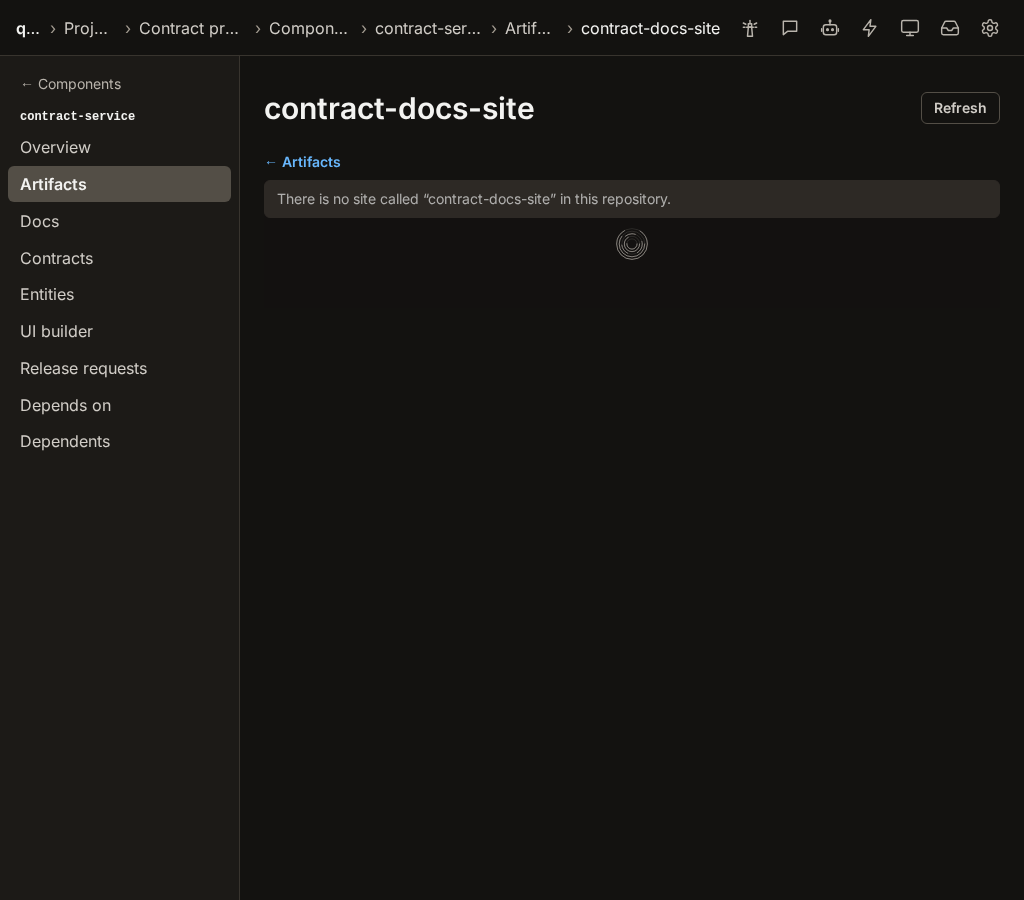 q... › Proj... › Contract pr... › Compon... › contract-ser... › Artif... › contract-docs-site
← Components
contract-service
Overview
Artifacts
Docs
Contracts
Entities
UI builder
Release requests
Depends on
Dependents
contract-docs-site
Refresh
← Artifacts
There is no site called “contract-docs-site” in this repository.